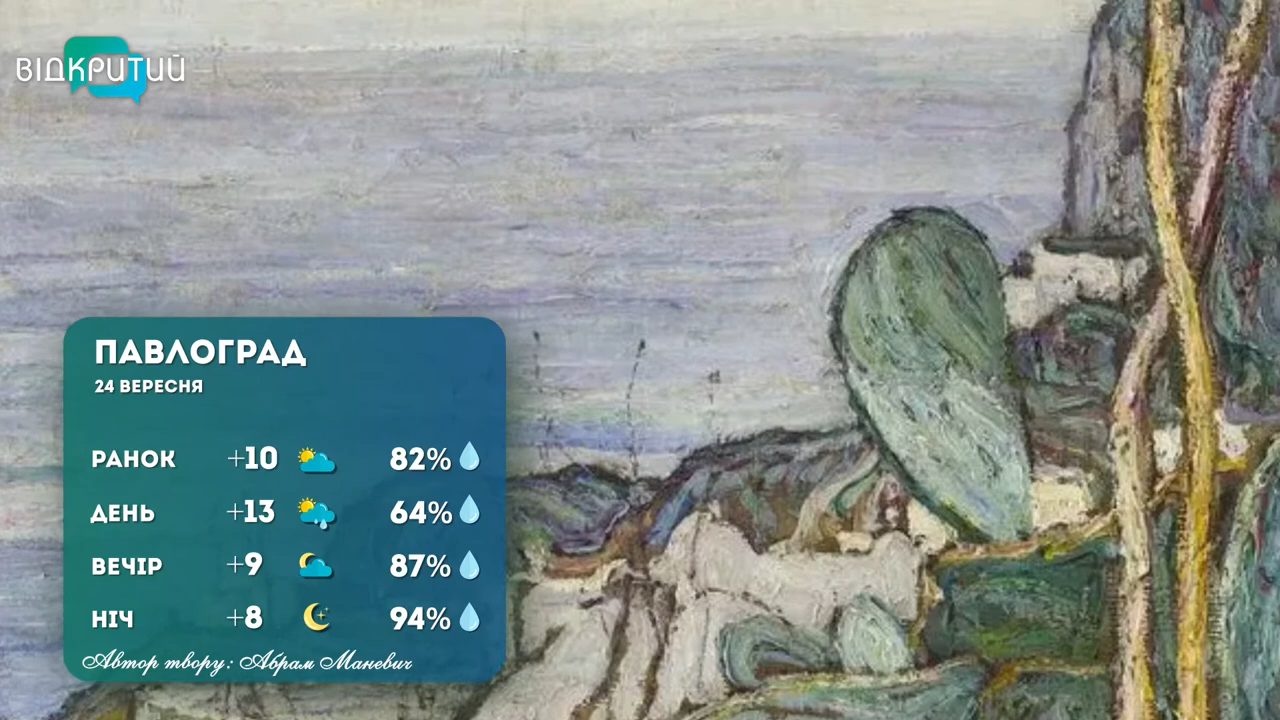 ВІДКРИТИЙ
ПАВЛОГРАД
24 ВЕРЕСНЯ
РАНОК +10 82%
ДЕНЬ +13 64%
ВЕЧІР +9 87%
НІЧ +8 94%
Автор твору: Абрам Маневич